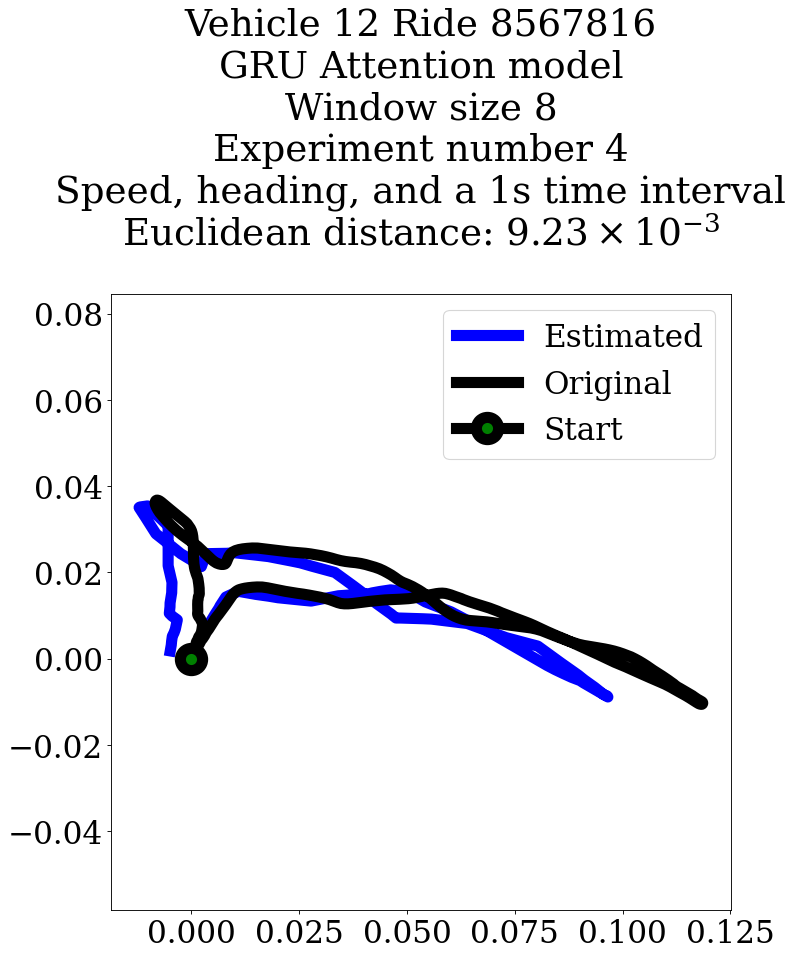 Vehicle 12 Ride 8567816
GRU Attention model
Window size 8
Experiment number 4
Speed, heading, and a 1s time interval
Euclidean distance: 9.23 × 10⁻³
Estimated
Original
Start
0.08
0.06
0.04
0.02
0.00
−0.02
−0.04
0.000 0.025 0.050 0.075 0.100 0.125